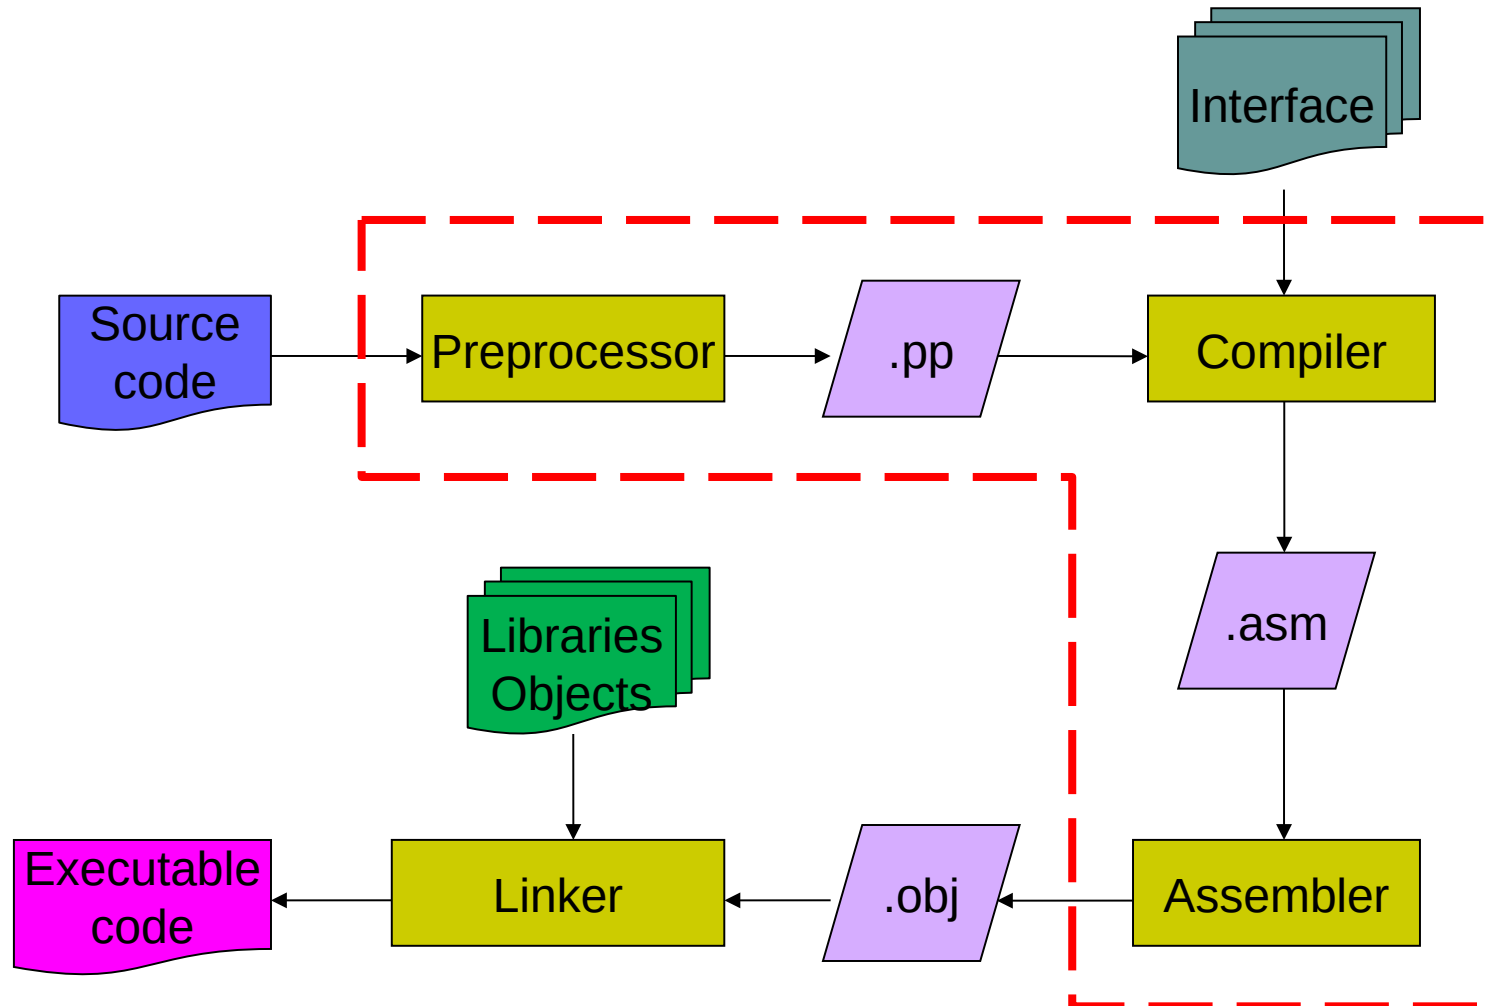 Interface
Source
code
Preprocessor
.pp
Compiler
.asm
Libraries
Objects
Executable
code
Linker
.obj
Assembler